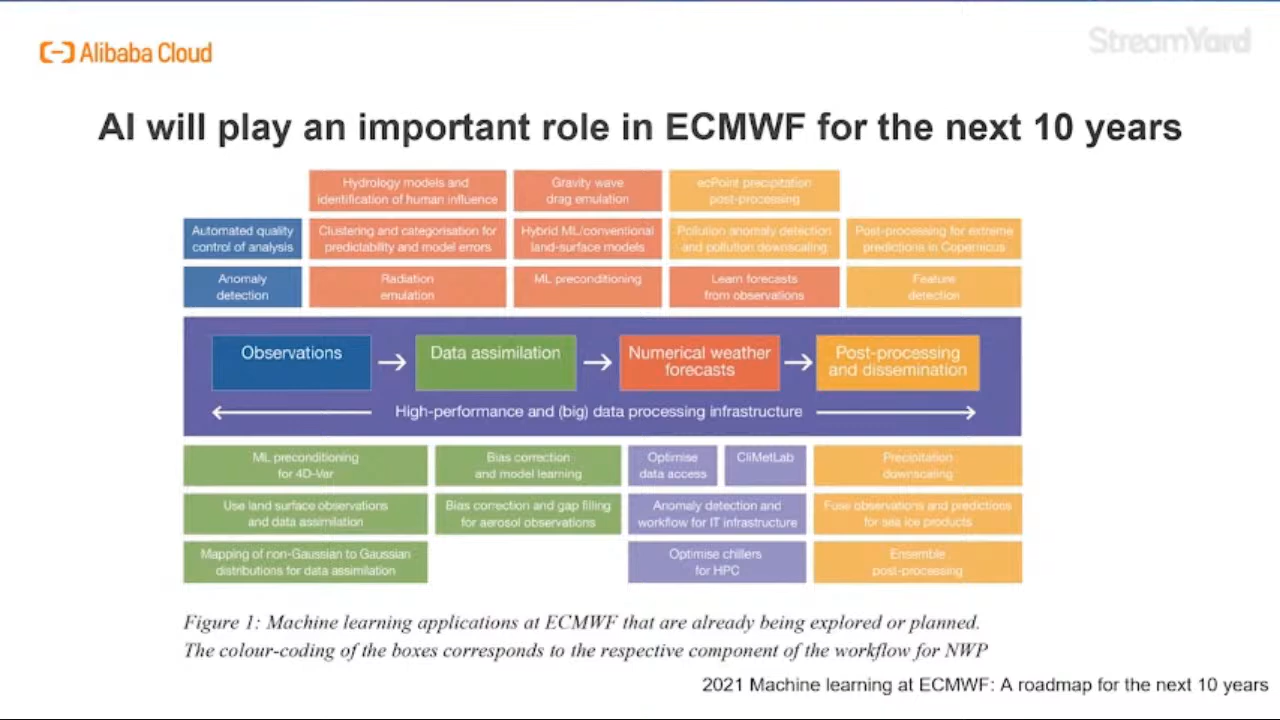 Alibaba Cloud
StreamYard
AI will play an important role in ECMWF for the next 10 years
Hydrology models and
identification of human influence
Gravity wave
drag emulation
ecPoint precipitation
post-processing
Automated quality
control of analysis
Clustering and categorisation for
predictability and model errors
Hybrid ML/conventional
land-surface models
Pollution anomaly detection
and pollution downscaling
Post-processing for extreme
predictions in Copernicus
Anomaly
detection
Radiation
emulation
ML preconditioning
Learn forecasts
from observations
Feature
detection
Observations
Data assimilation
Numerical weather
forecasts
Post-processing
and dissemination
High-performance and (big) data processing infrastructure
ML preconditioning
for 4D-Var
Bias correction
and model learning
Optimise
data access
CliMetLab
Precipitation
downscaling
Use land surface observations
and data assimilation
Bias correction and gap filling
for aerosol observations
Anomaly detection and
workflow for IT infrastructure
Fuse observations and predictions
for sea ice products
Mapping of non-Gaussian to Gaussian
distributions for data assimilation
Optimise chillers
for HPC
Ensemble
post-processing
Figure 1: Machine learning applications at ECMWF that are already being explored or planned.
The colour-coding of the boxes corresponds to the respective component of the workflow for NWP
2021 Machine learning at ECMWF: A roadmap for the next 10 years